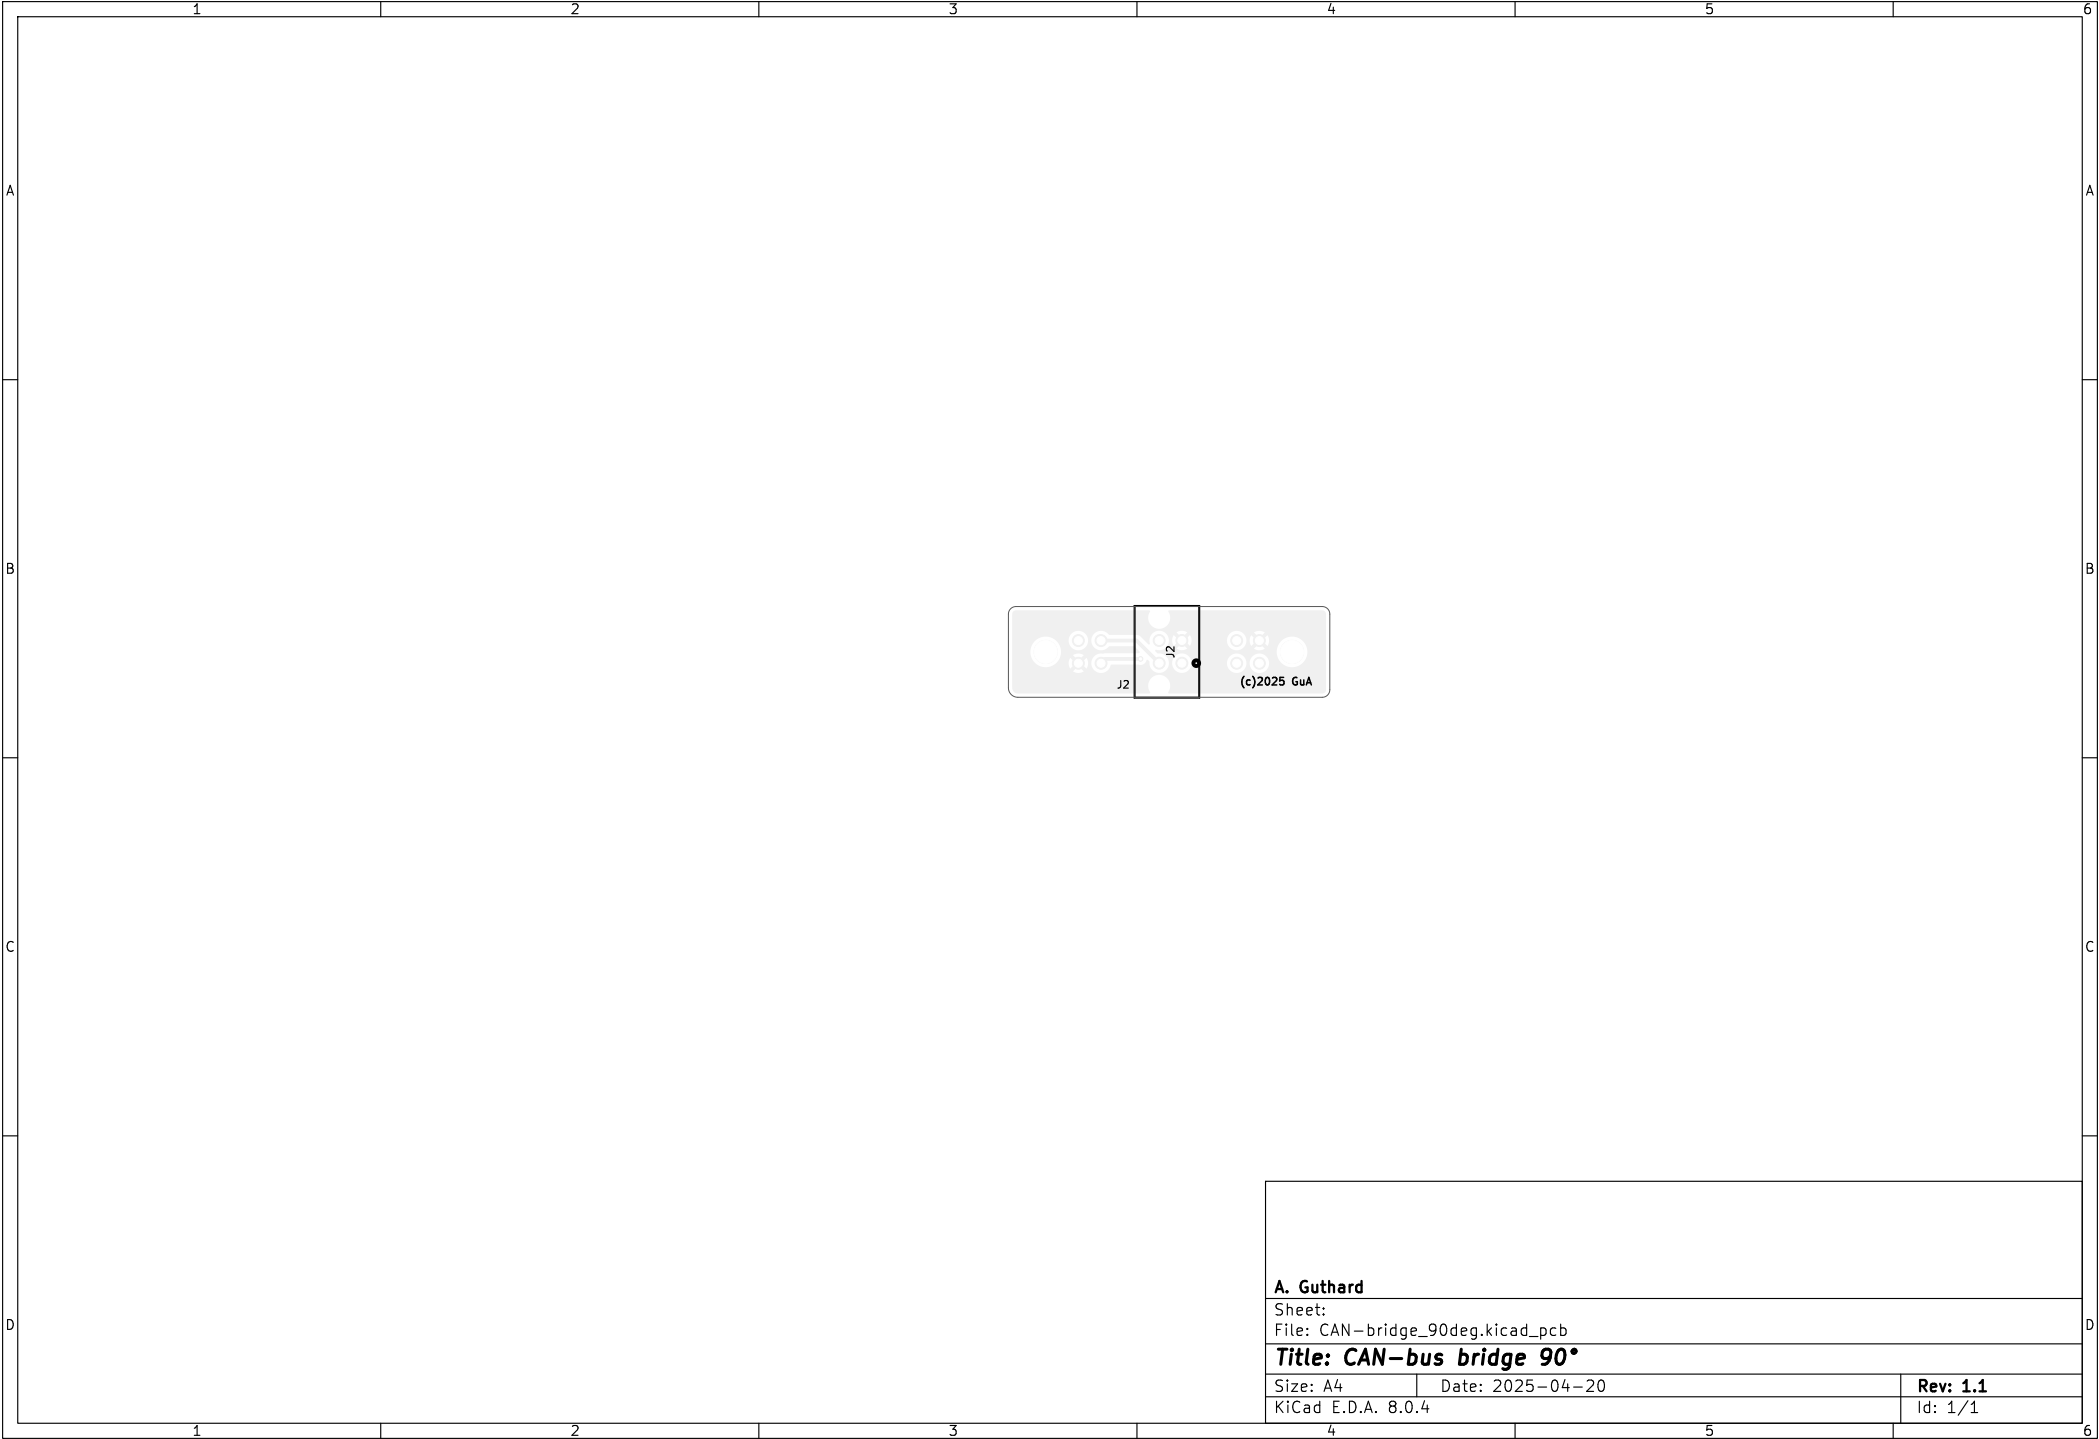 1 2 3 4 5 6
A A
B B
J2
J2
(c)2025 GuA
C C
A. Guthard
Sheet:
File: CAN-bridge_90deg.kicad_pcb
D D
Title: CAN-bus bridge 90°
Size: A4 Date: 2025-04-20 Rev: 1.1
KiCad E.D.A. 8.0.4 Id: 1/1
1 2 3 4 5 6